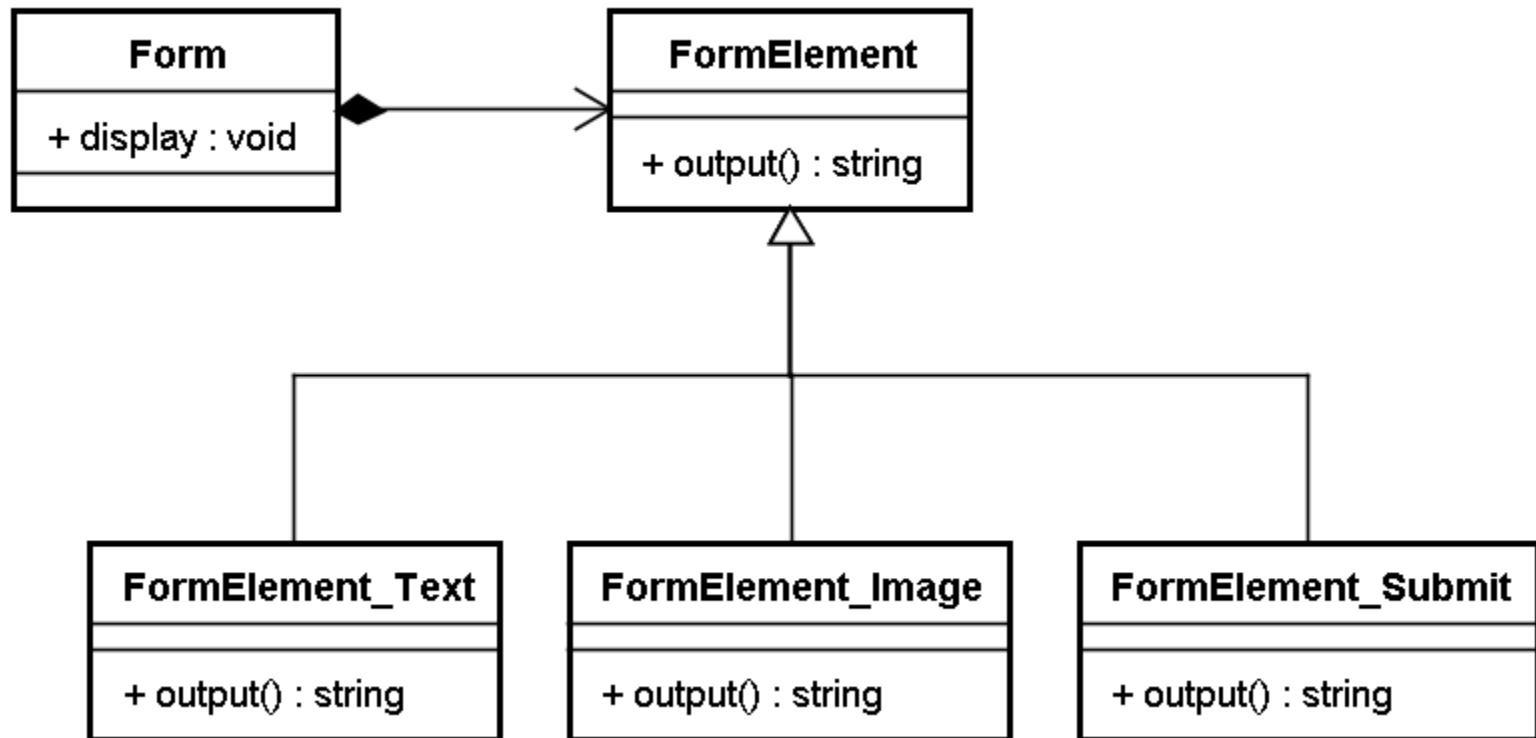 Form
+ display : void
FormElement
+ output() : string
FormElement_Text
+ output() : string
FormElement_Image
+ output() : string
FormElement_Submit
+ output() : string